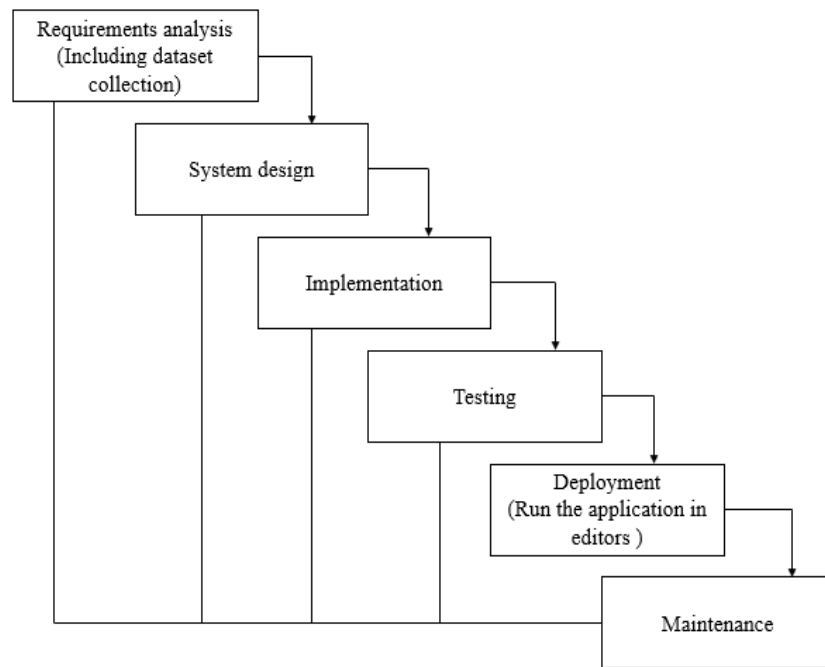 Requirements analysis
(Including dataset
collection)
System design
Implementation
Testing
Deployment
(Run the application in
editors )
Maintenance